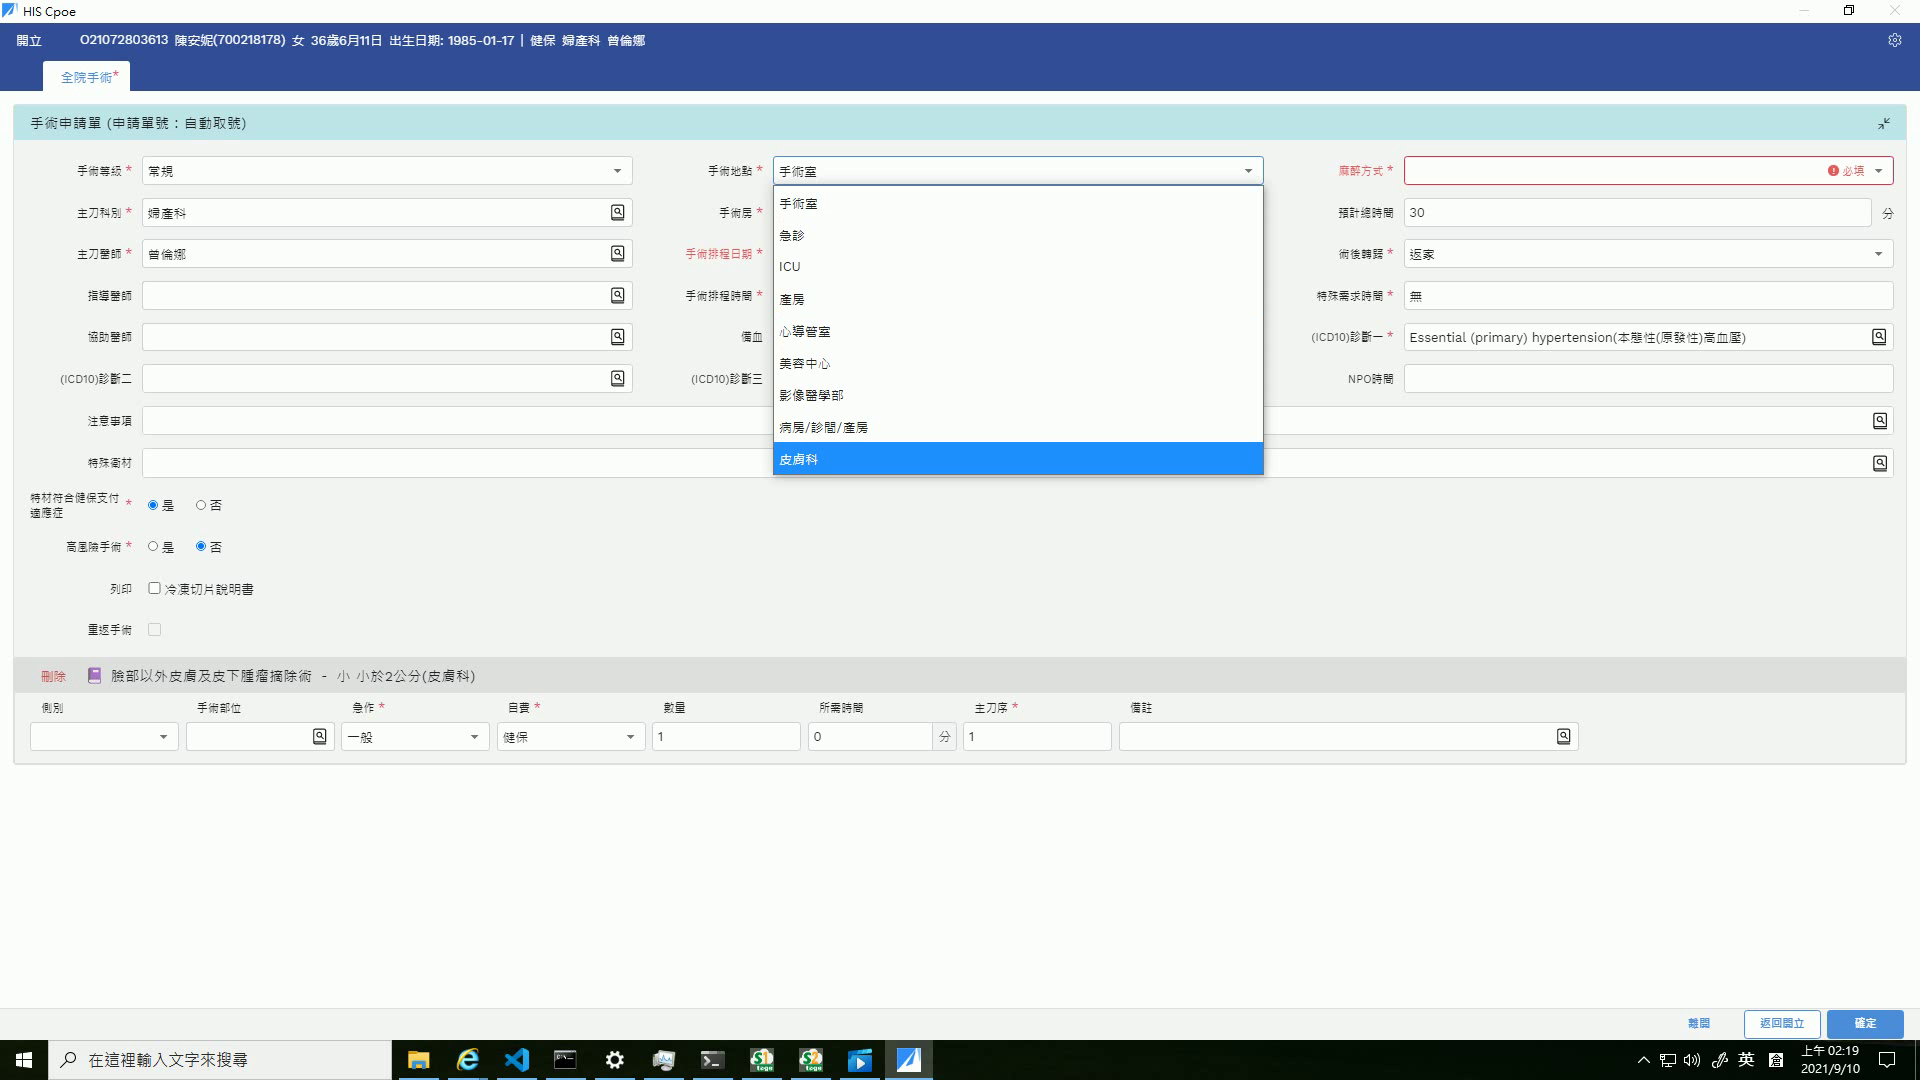 HIS Cpoe
開立 O21072803613 陳安妮(700218178) 女 36歲6月11日 出生日期: 1985-01-17 | 健保 婦產科 曾倫娜
全院手術*
手術申請單 (申請單號：自動取號)
手術等級 * 常規 手術地點 * 手術室 麻醉方式 * 必填
主刀科別 * 婦產科 手術房 * 預計總時間 30 分
主刀醫師 * 曾倫娜 手術排程日期 * 術後轉歸 * 返家
指導醫師 手術排程時間 * 特殊需求時間 * 無
協助醫師 備血 (ICD10)診斷一 * Essential (primary) hypertension(本態性(原發性)高血壓)
(ICD10)診斷二 (ICD10)診斷三 NPO時間
注意事項
特殊衛材
手術室
急診
ICU
產房
心導管室
美容中心
影像醫學部
病房/診間/產房
皮膚科
特材符合健保支付
適應症 * 是 否
高風險手術 * 是 否
列印 冷凍切片說明書
重返手術
刪除 臉部以外皮膚及皮下腫瘤摘除術 - 小 小於2公分(皮膚科)
側別 手術部位 急作 * 自費 * 數量 所需時間 主刀序 * 備註
一般 健保 1 0 分 1
離開 返回開立 確定
在這裡輸入文字來搜尋
S1
togo
S2
togo
英 倉
上午 02:19
2021/9/10